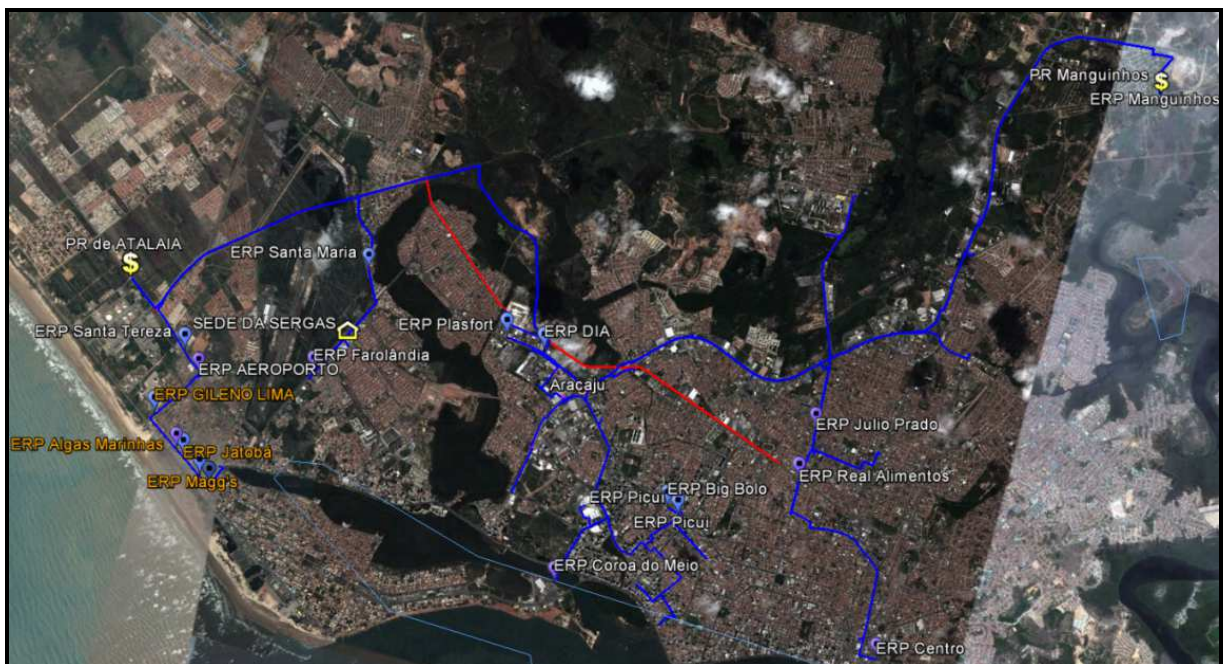 PR Manguinhos
ERP Manguinhos
PR de ATALAIA
ERP Santa Maria
ERP Santa Tereza
SEDE DA SERGAS
ERP Plasfort
ERP DIA
ERP Farolândia
ERP AEROPORTO
Aracaju
ERP GILENO LIMA
ERP Julio Prado
ERP Algas Marinhas
ERP Jatobá
ERP Magg's
ERP Real Alimentos
ERP Picuí
ERP Big Bolo
ERP Picuí
ERP Coroa do Meio
ERP Centro